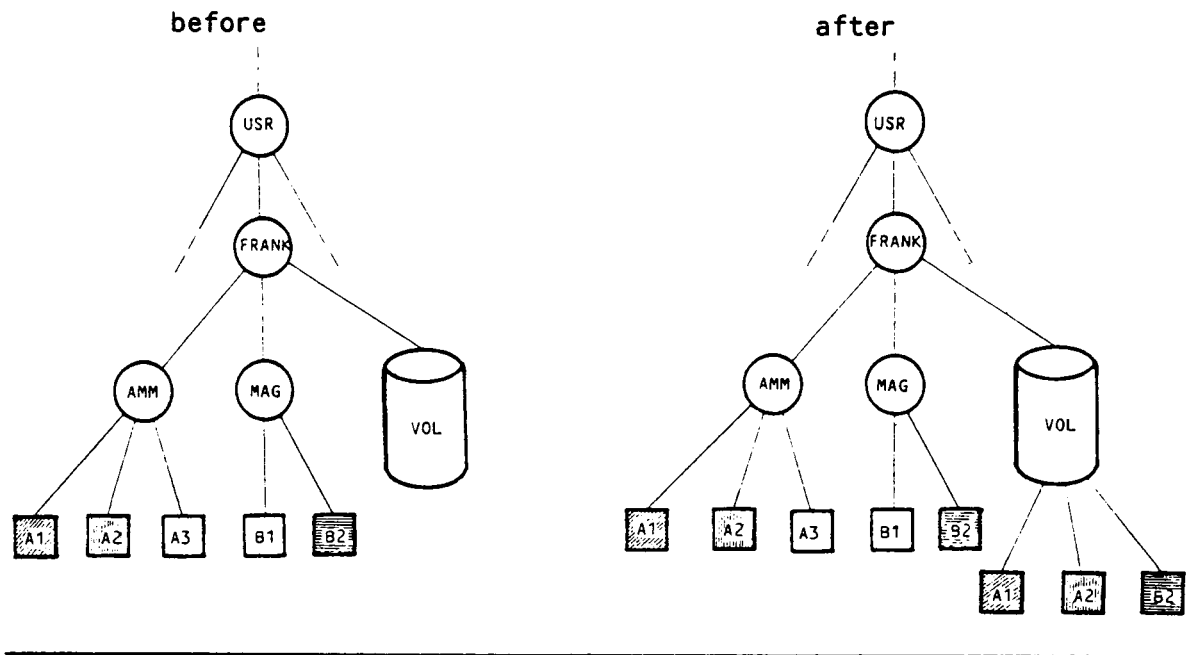 before
after
USR
USR
FRANK
FRANK
AMM
MAG
VOL
AMM
MAG
VOL
A1 A2 A3 B1 B2
A1 A2 A3 B1 B2
A1 A2 B2